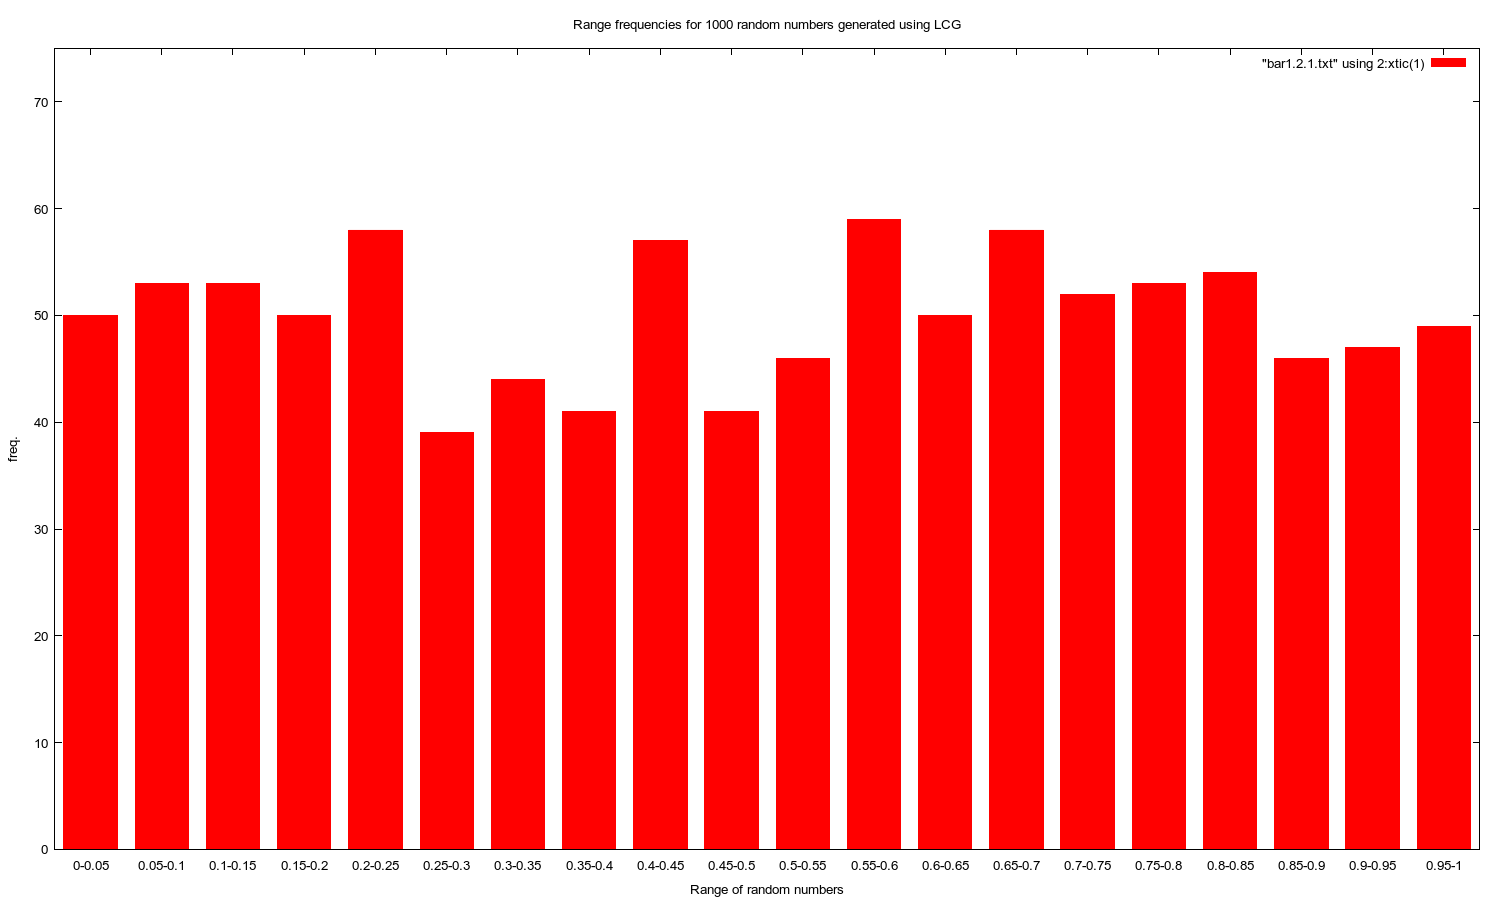 Range frequencies for 1000 random numbers generated using LCG
"bar1.2.1.txt" using 2:xtic(1)
70
60
50
40
30
20
10
0
freq.
0-0.05 0.05-0.1 0.1-0.15 0.15-0.2 0.2-0.25 0.25-0.3 0.3-0.35 0.35-0.4 0.4-0.45 0.45-0.5 0.5-0.55 0.55-0.6 0.6-0.65 0.65-0.7 0.7-0.75 0.75-0.8 0.8-0.85 0.85-0.9 0.9-0.95 0.95-1
Range of random numbers